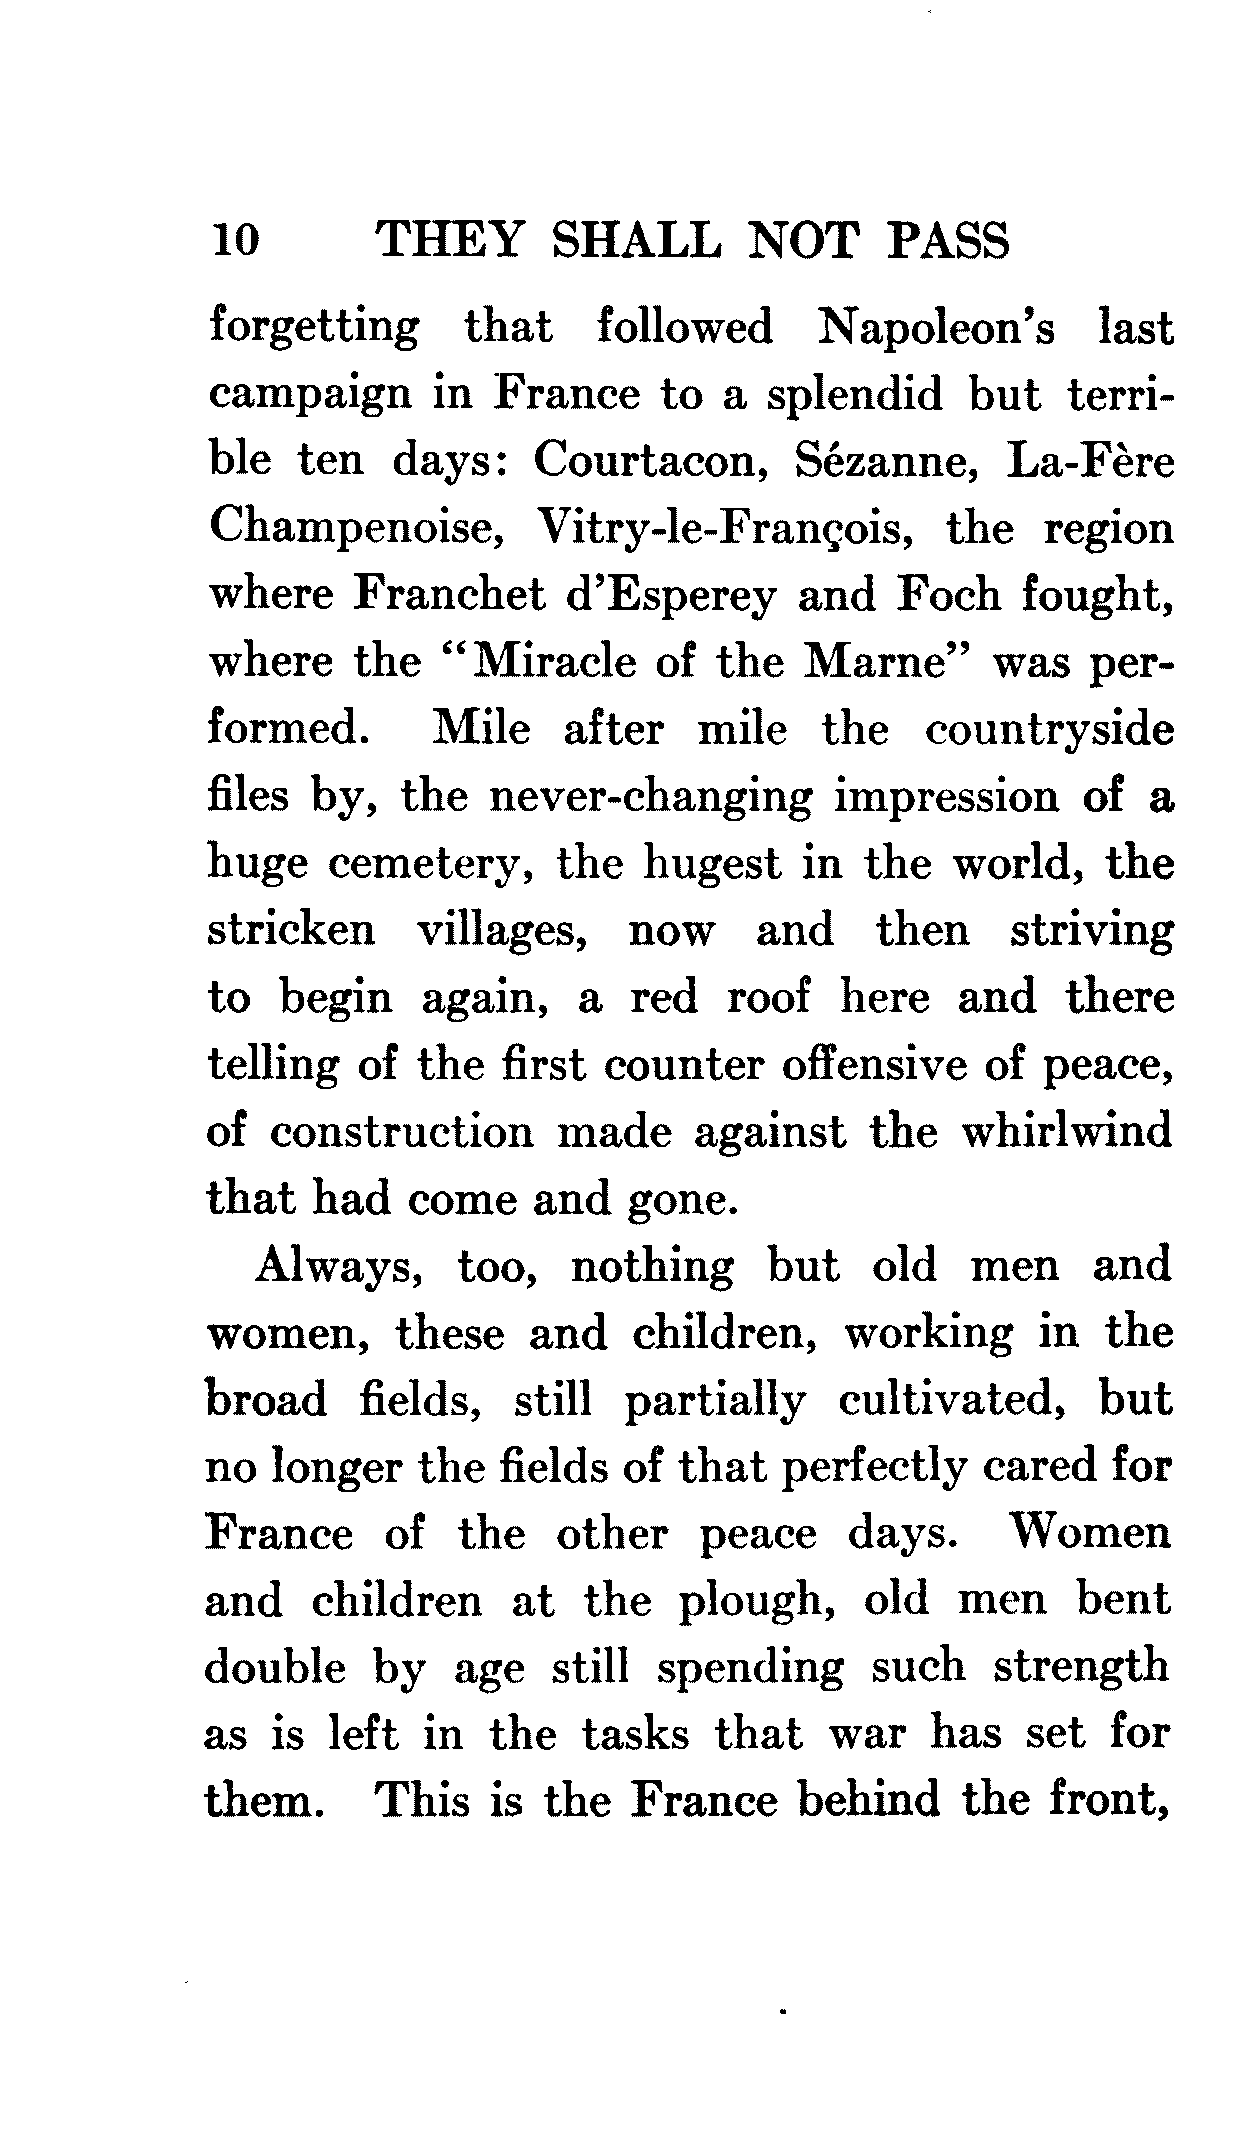 10 THEY SHALL NOT PASS
forgetting that followed Napoleon's last
campaign in France to a splendid but terri-
ble ten days: Courtacon, Sézanne, La-Fère
Champenoise, Vitry-le-François, the region
where Franchet d'Esperey and Foch fought,
where the "Miracle of the Marne" was per-
formed. Mile after mile the countryside
files by, the never-changing impression of a
huge cemetery, the hugest in the world, the
stricken villages, now and then striving
to begin again, a red roof here and there
telling of the first counter offensive of peace,
of construction made against the whirlwind
that had come and gone.
Always, too, nothing but old men and
women, these and children, working in the
broad fields, still partially cultivated, but
no longer the fields of that perfectly cared for
France of the other peace days. Women
and children at the plough, old men bent
double by age still spending such strength
as is left in the tasks that war has set for
them. This is the France behind the front,